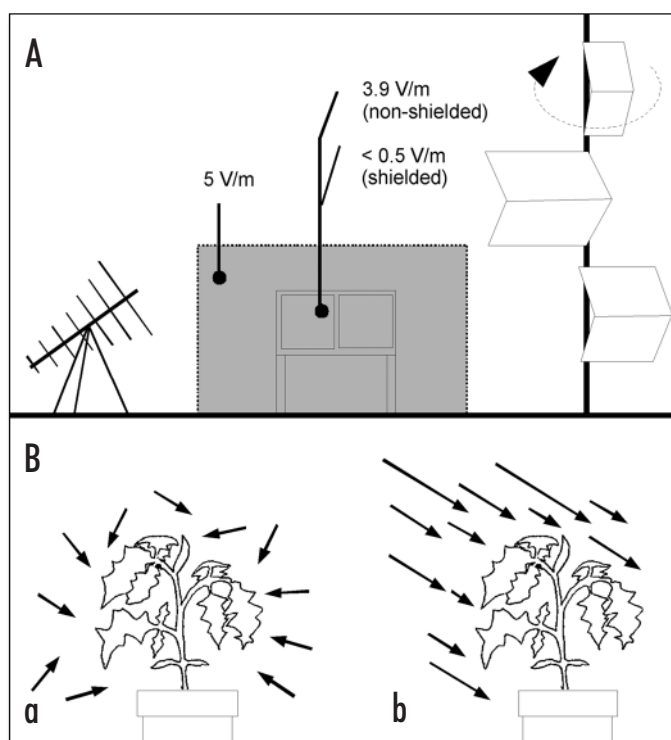 A
3.9 V/m
(non-shielded)
< 0.5 V/m
(shielded)
5 V/m
B
a
b